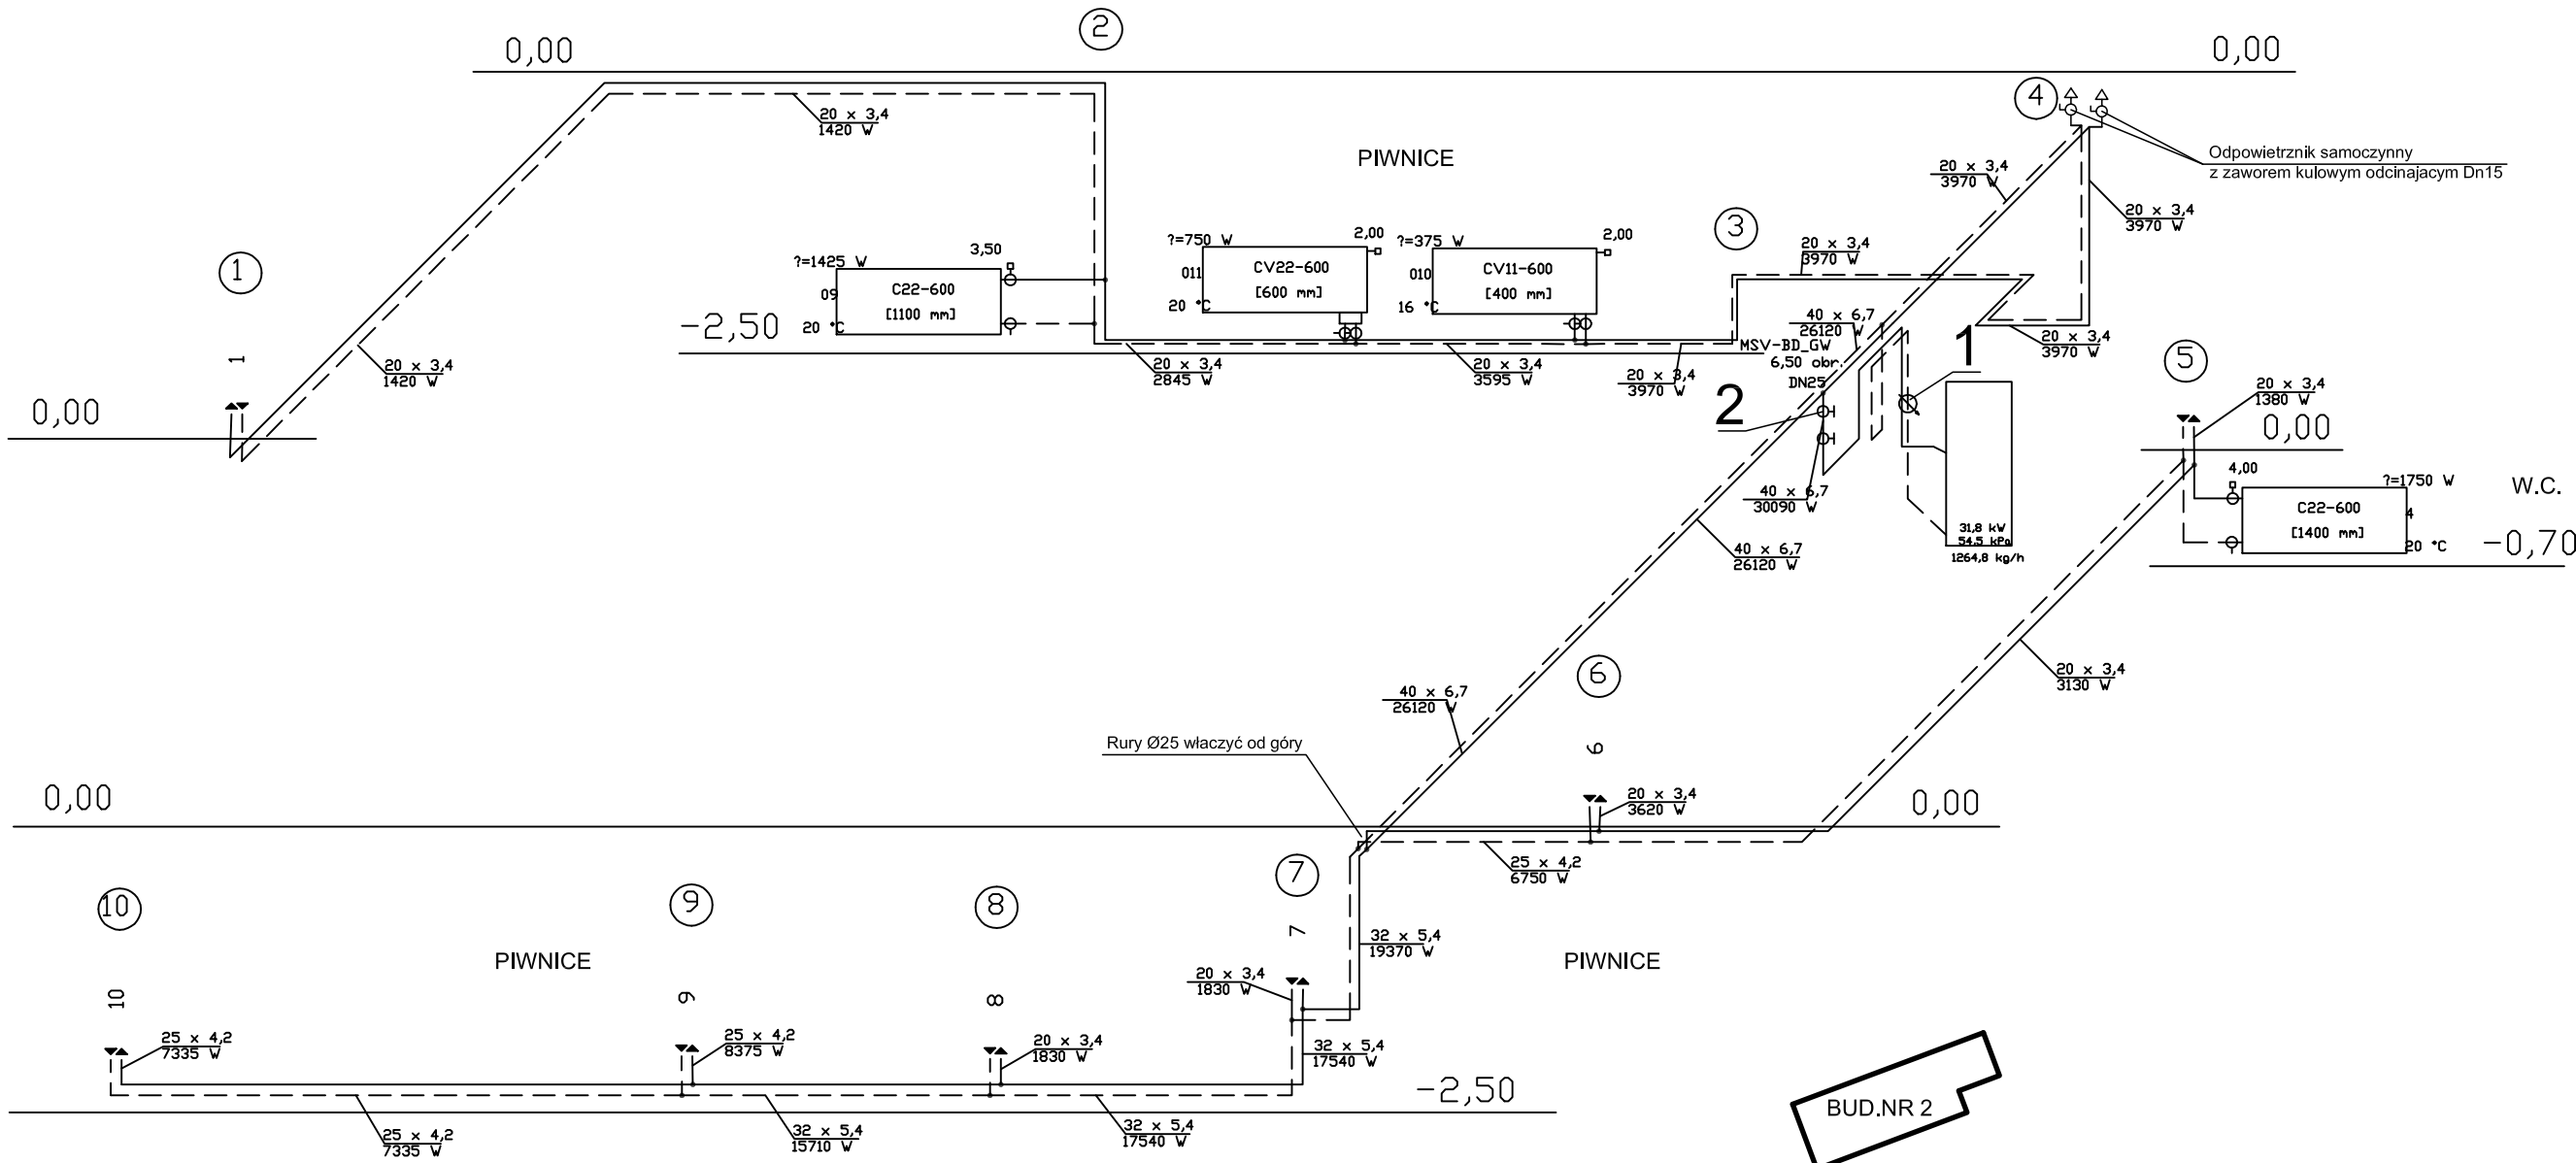 2
0,00
0,00
4
20 x 3,4
1420 W
PIWNICE
20 x 3,4
3970 W
Odpowietrznik samoczynny
z zaworem kulowym odcinajacym Dn15
20 x 3,4
3970 W
1
3
?=1425 W
3,50
09
C22-600
[1100 mm]
20 °C
?=750 W
2,00
011
CV22-600
[600 mm]
20 °C
?=375 W
2,00
010
CV11-600
[400 mm]
16 °C
20 x 3,4
3970 W
-2,50
1
20 x 3,4
1420 W
20 x 3,4
2845 W
20 x 3,4
3595 W
20 x 3,4
3970 W
40 x 6,7
26120 W
MSV-BD_GW
6,50 obr.
DN25
1
2
20 x 3,4
3970 W
5
20 x 3,4
1380 W
0,00
0,00
4,00
?=1750 W
C22-600
[1400 mm]
4
20 °C
W.C.
-0,70
40 x 6,7
30090 W
31,8 kW
54,5 kPa
1264,8 kg/h
40 x 6,7
26120 W
40 x 6,7
26120 W
6
20 x 3,4
3130 W
Rury Ø25 właczyć od góry
6
0,00
20 x 3,4
3620 W
0,00
25 x 4,2
6750 W
7
10
9
8
7
PIWNICE
32 x 5,4
19370 W
PIWNICE
20 x 3,4
1830 W
10
9
8
25 x 4,2
7335 W
25 x 4,2
8375 W
20 x 3,4
1830 W
32 x 5,4
17540 W
-2,50
25 x 4,2
7335 W
32 x 5,4
15710 W
32 x 5,4
17540 W
BUD.NR 2